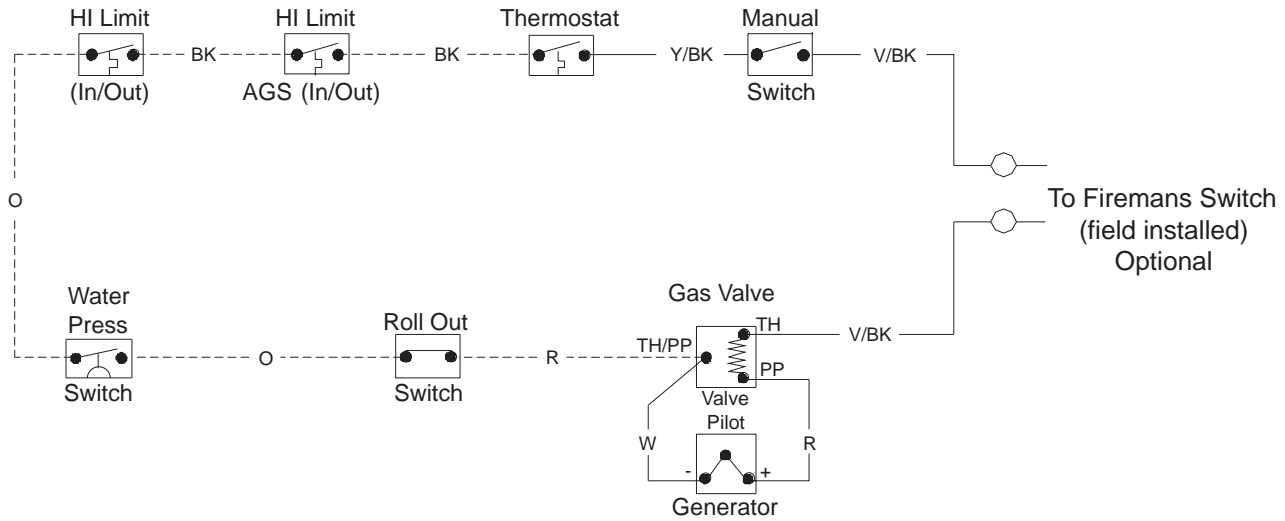 HI Limit
HI Limit
Thermostat
Manual
BK
BK
Y/BK
V/BK
(In/Out)
AGS (In/Out)
Switch
O
To Firemans Switch
(field installed)
Optional
Water
Press
Switch
O
Roll Out
Switch
R
Gas Valve
TH/PP
TH
PP
V/BK
Valve
Pilot
W
R
-
+
Generator